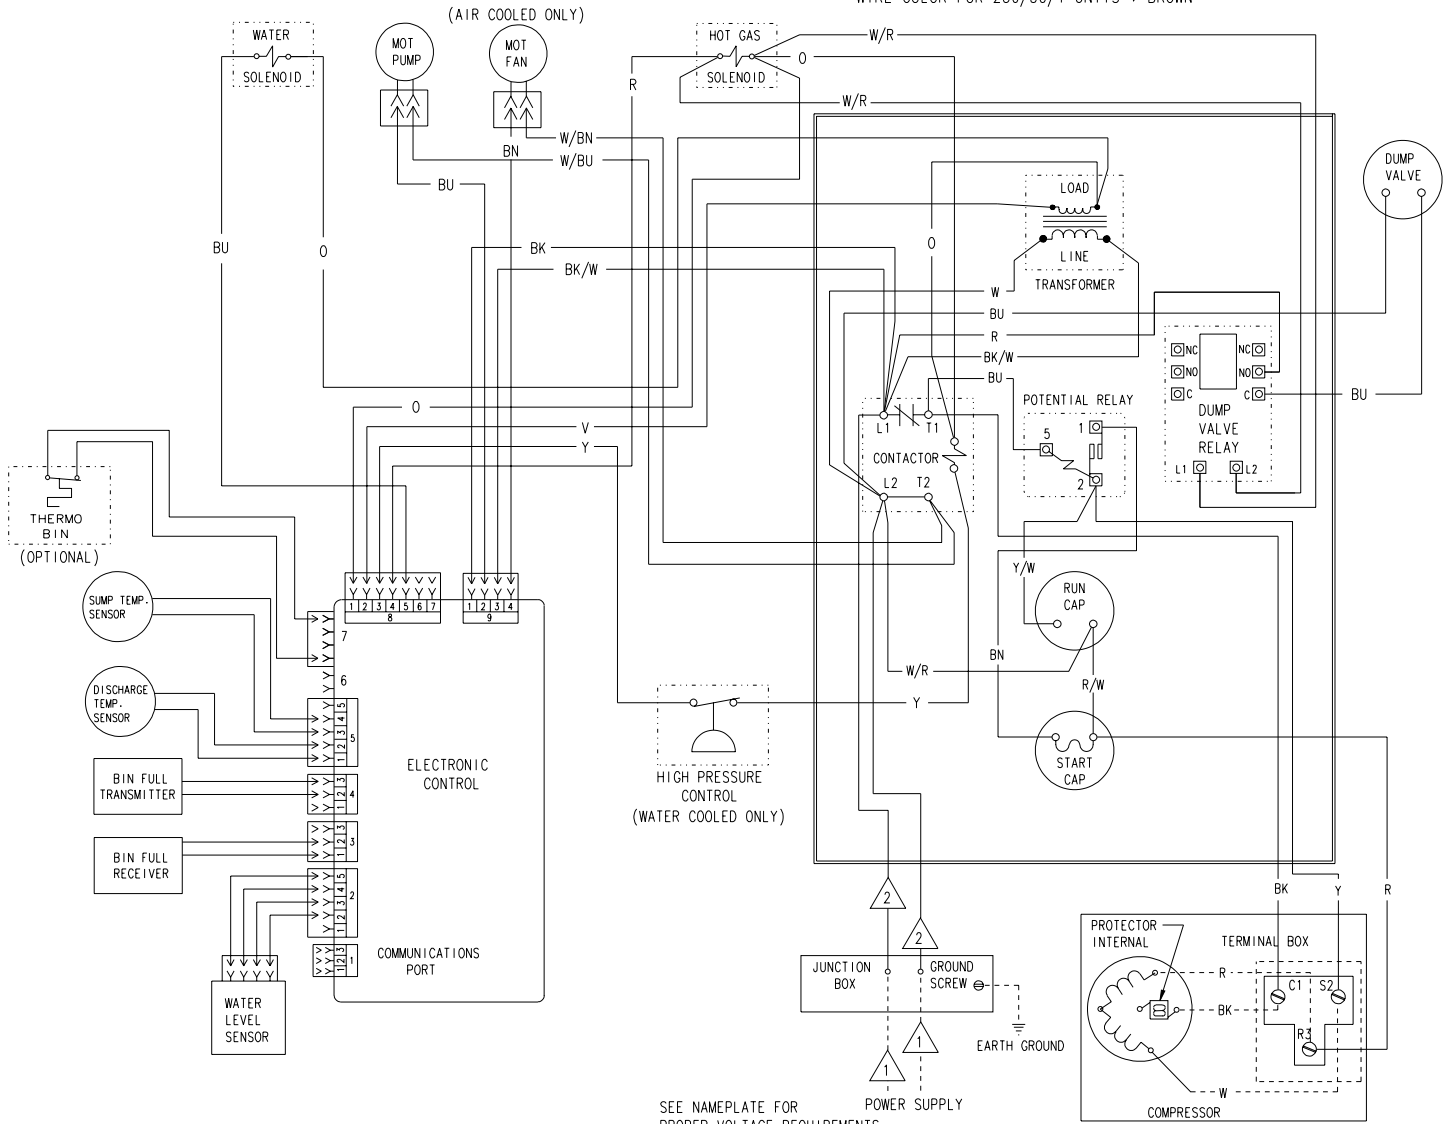 WIRE COLOR FOR 230/50/1 UNITS : BROWN
(AIR COOLED ONLY)
WATER
SOLENOID
MOT
PUMP
MOT
FAN
HOT GAS
SOLENOID
W/R
O
R
W/R
W/BN
BN
W/BU
BU
DUMP
VALVE
LOAD
LINE
TRANSFORMER
BU
O
BK
BK/W
O
W
BU
R
BK/W
BU
NC
NC
NO
NO
C
C
DUMP
VALVE
RELAY
L1
L2
BU
POTENTIAL RELAY
5
1
2
L1
T1
CONTACTOR
L2
T2
O
V
Y
THERMO
BIN
(OPTIONAL)
SUMP TEMP.
SENSOR
DISCHARGE
TEMP.
SENSOR
BIN FULL
TRANSMITTER
BIN FULL
RECEIVER
WATER
LEVEL
SENSOR
1 2 3 4 5 6 7
8
1 2 3 4
9
7
6
5
4
3
2
1
5
3
2
1
4
3
2
1
3
5
4
3
2
1
2
3
2
1
1
ELECTRONIC
CONTROL
COMMUNICATIONS
PORT
HIGH PRESSURE
CONTROL
(WATER COOLED ONLY)
Y/W
RUN
CAP
BN
W/R
R/W
Y
START
CAP
BK
Y
R
2
2
JUNCTION
BOX
GROUND
SCREW
EARTH GROUND
1
1
POWER SUPPLY
SEE NAMEPLATE FOR
PROPER VOLTAGE REQUIREMENTS
PROTECTOR
INTERNAL
TERMINAL BOX
R
BK
W
C1
S2
R3
COMPRESSOR